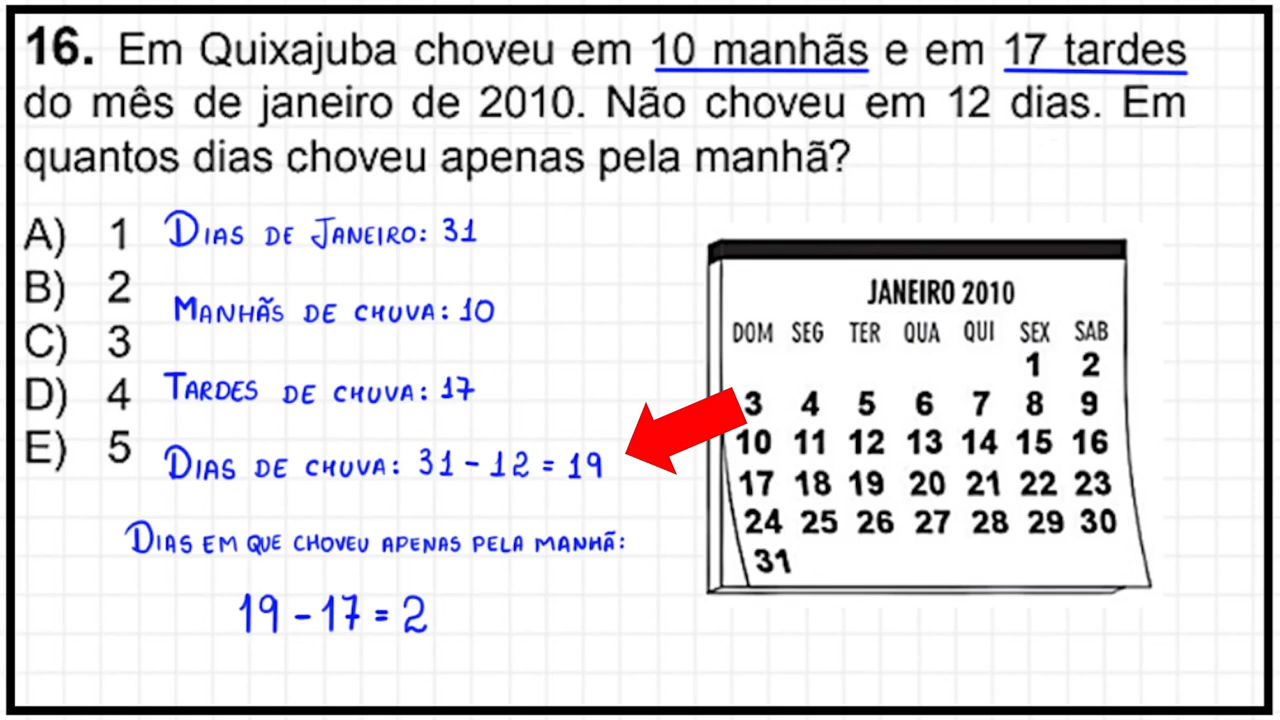 16. Em Quixajuba choveu em 10 manhãs e em 17 tardes
do mês de janeiro de 2010. Não choveu em 12 dias. Em
quantos dias choveu apenas pela manhã?
A) 1
B) 2
C) 3
D) 4
E) 5
DIAS DE JANEIRO: 31
MANHÃS DE CHUVA: 10
TARDES DE CHUVA: 17
DIAS DE CHUVA: 31 - 12 = 19
DIAS EM QUE CHOVEU APENAS PELA MANHÃ:
19 - 17 = 2
JANEIRO 2010
DOM SEG TER QUA QUI SEX SAB
1 2
3 4 5 6 7 8 9
10 11 12 13 14 15 16
17 18 19 20 21 22 23
24 25 26 27 28 29 30
31